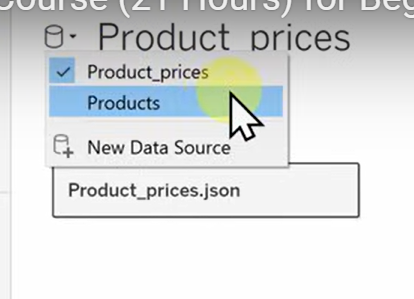 Course (21 Hours) for Beg
Product_prices
Product_prices
Products
New Data Source
Product_prices.json